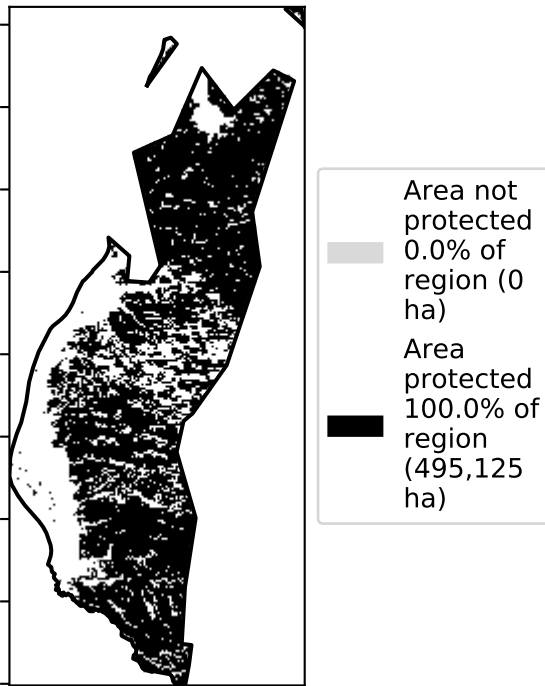 Area not
protected
0.0% of
region (0
ha)
Area
protected
100.0% of
region
(495,125
ha)